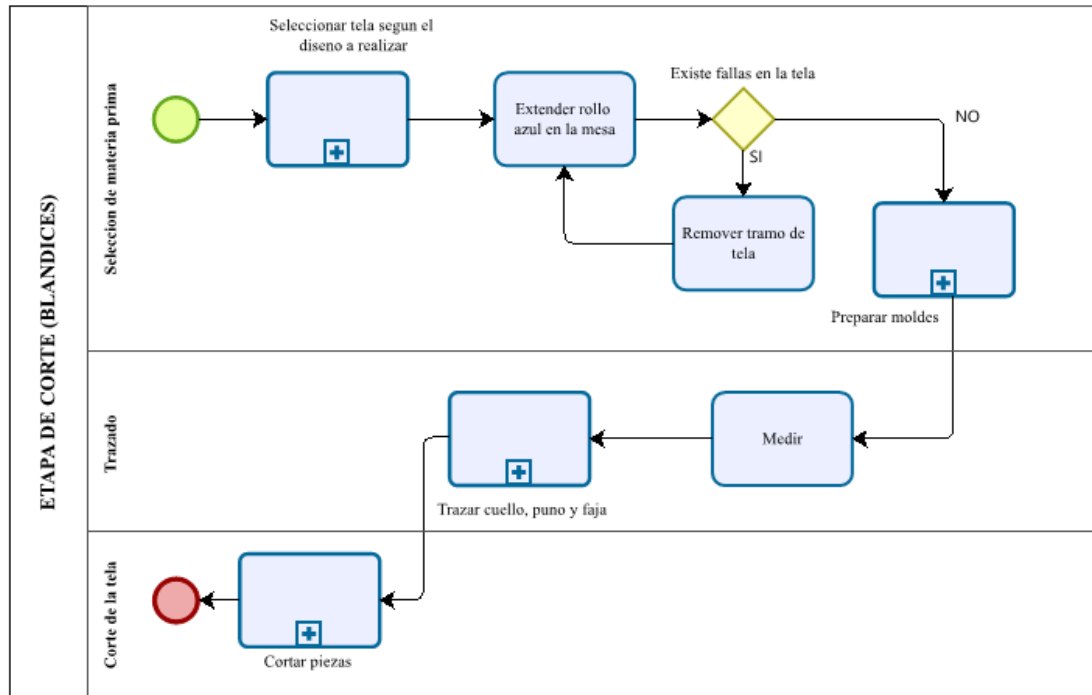 ETAPA DE CORTE (BLANDICES)
Seleccion de materia prima
Seleccionar tela segun el
diseno a realizar
Extender rollo
azul en la mesa
Existe fallas en la tela
NO
SI
Remover tramo de
tela
Preparar moldes
Trazado
Medir
Trazar cuello, puno y faja
Corte de la tela
Cortar piezas